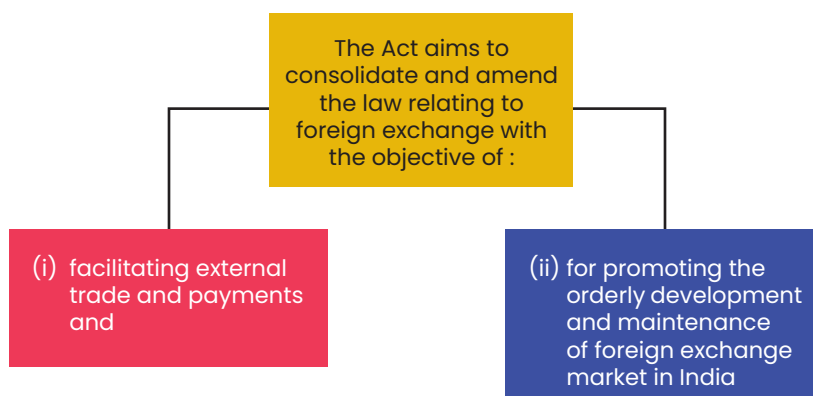 The Act aims to
consolidate and amend
the law relating to
foreign exchange with
the objective of :
(i) facilitating external
trade and payments
and
(ii) for promoting the
orderly development
and maintenance
of foreign exchange
market in India